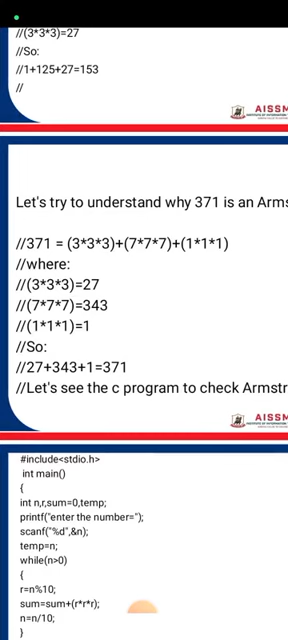 //(3*3*3)=27
//So:
//1+125+27=153
//
AISSM
Let's try to understand why 371 is an Arms
//371 = (3*3*3)+(7*7*7)+(1*1*1)
//where:
//(3*3*3)=27
//(7*7*7)=343
//(1*1*1)=1
//So:
//27+343+1=371
//Let's see the c program to check Armstr
AISSM
#include<stdio.h>
int main()
{
int n,r,sum=0,temp;
printf("enter the number=");
scanf("%d",&n);
temp=n;
while(n>0)
{
r=n%10;
sum=sum+(r*r*r);
n=n/10;
}